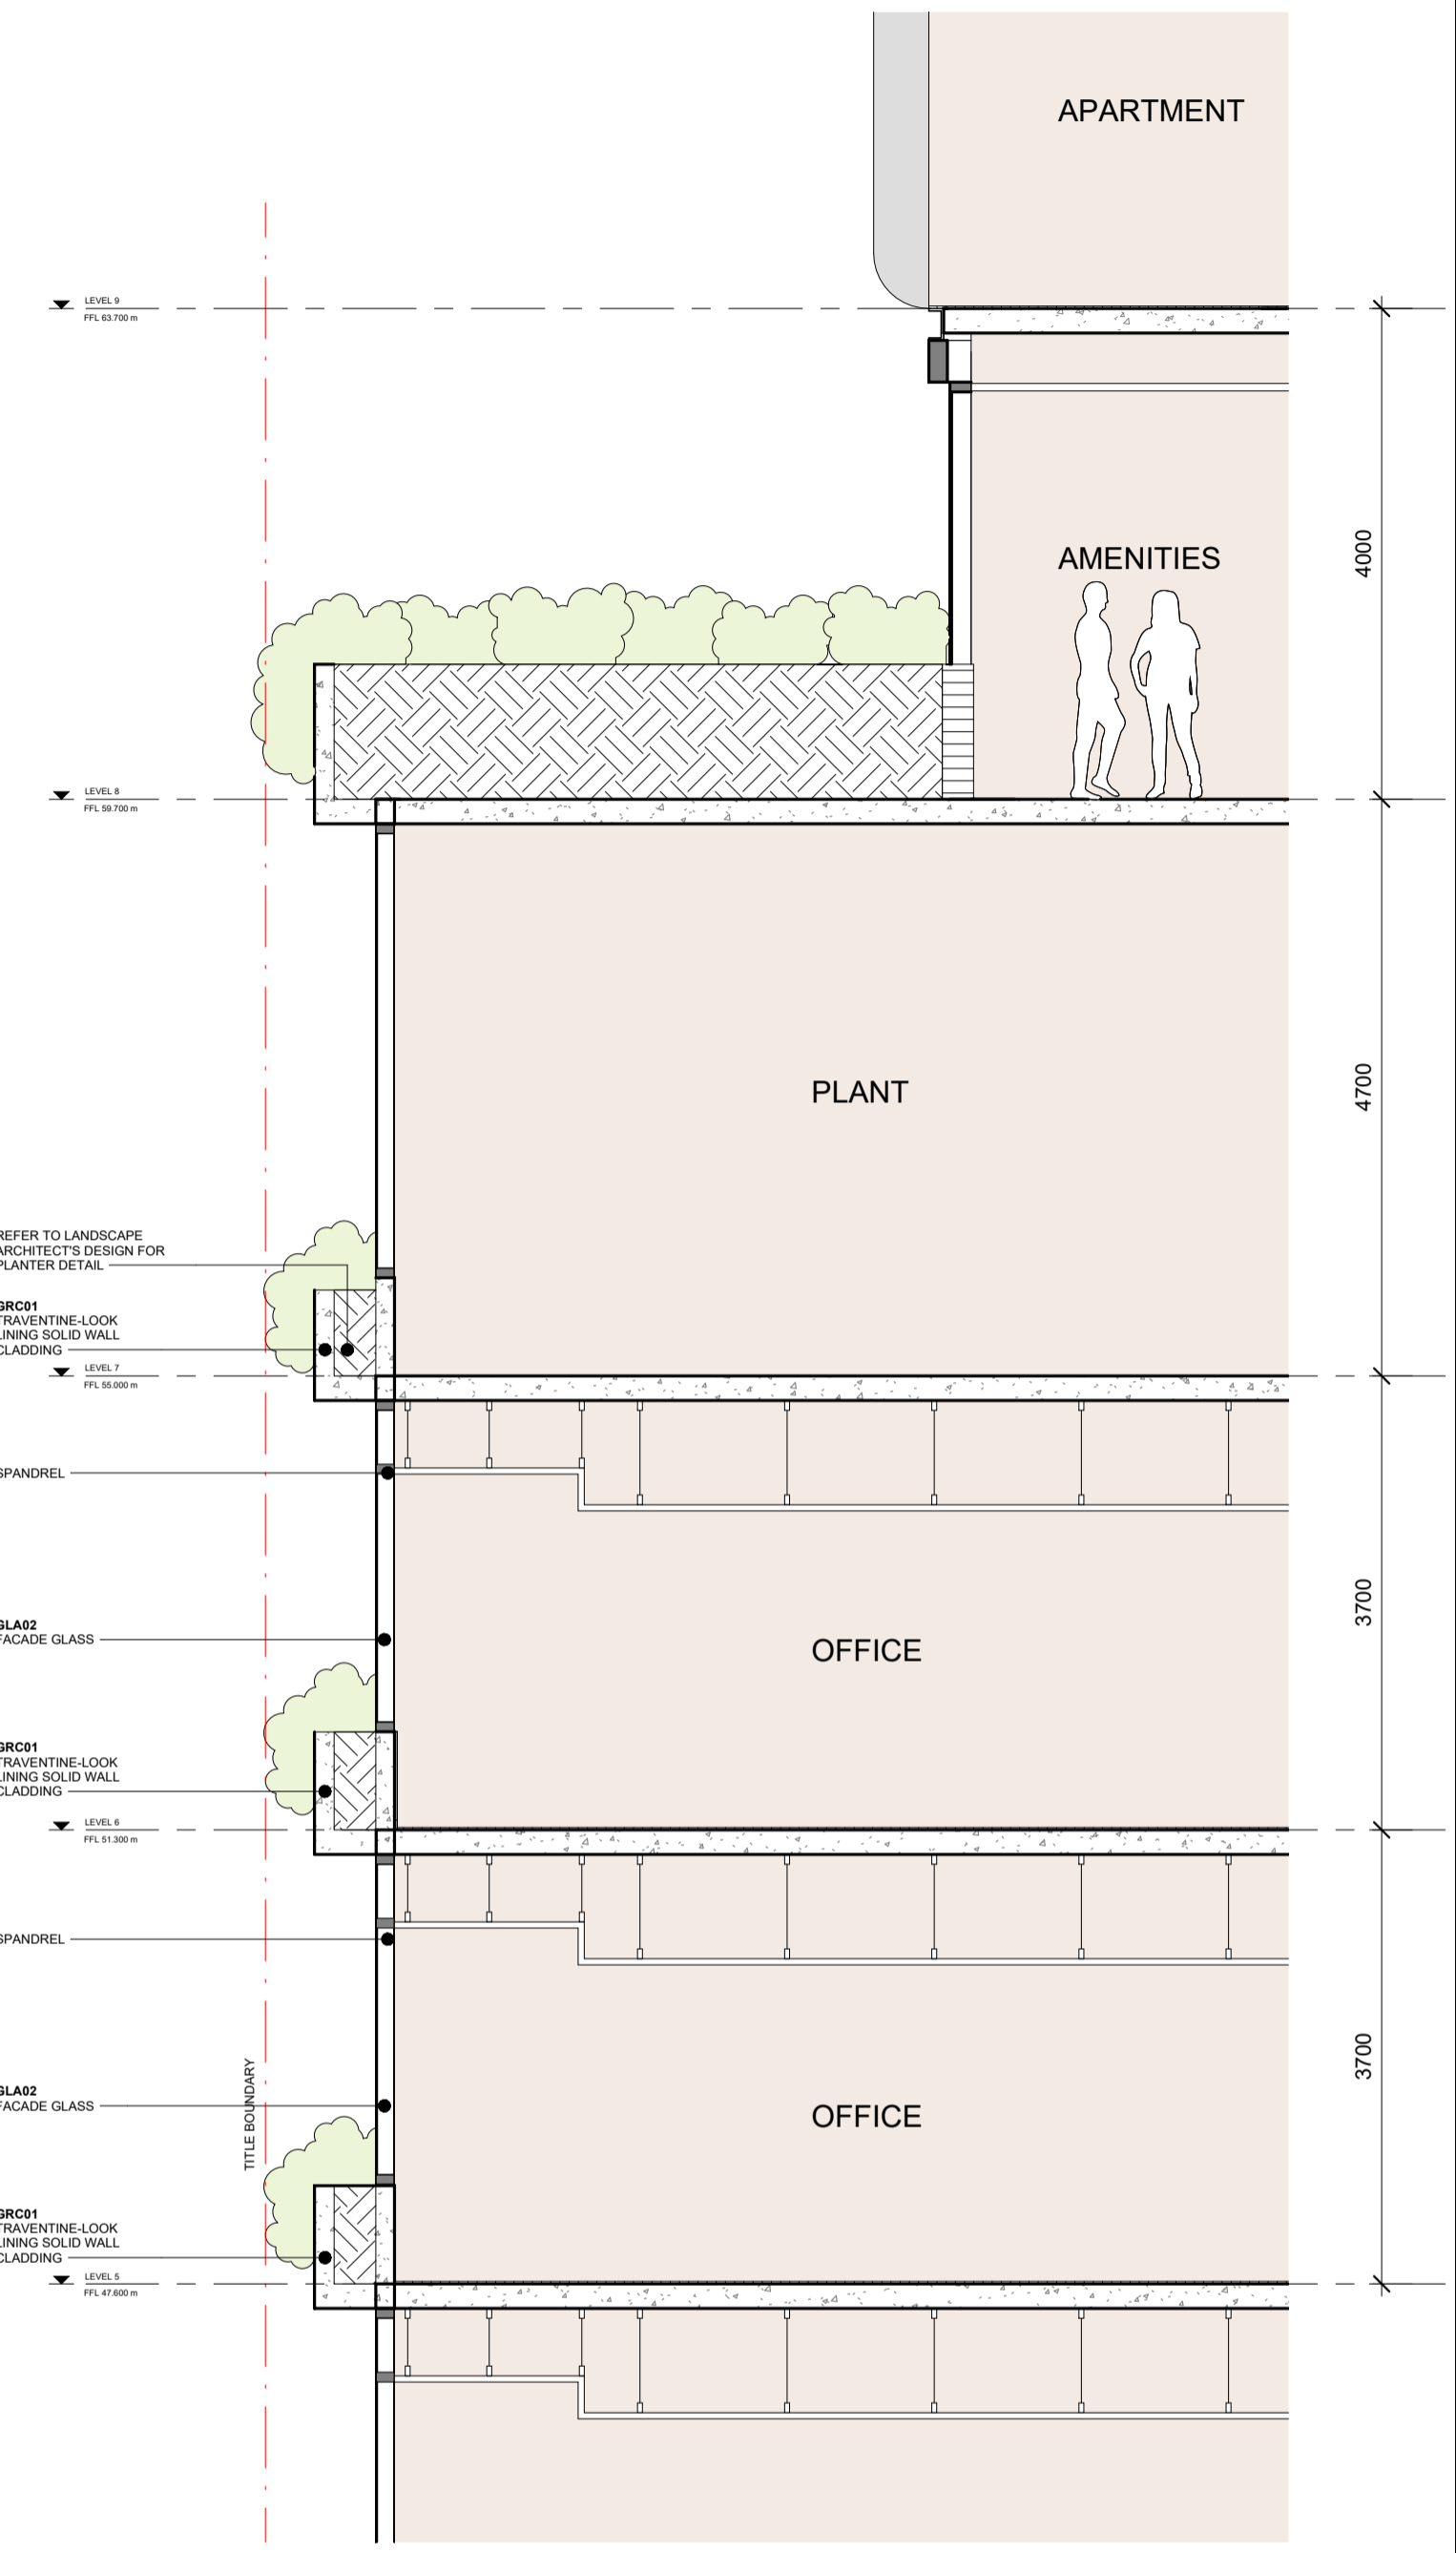 APARTMENT
LEVEL 9
FFL 63.700 m
4000
AMENITIES
LEVEL 8
FFL 59.700 m
4700
PLANT
REFER TO LANDSCAPE
ARCHITECT'S DESIGN FOR
PLANTER DETAIL
GRC01
TRAVENTINE-LOOK
LINING SOLID WALL
CLADDING
LEVEL 7
FFL 55.000 m
SPANDREL
3700
GLA02
FACADE GLASS
OFFICE
GRC01
TRAVENTINE-LOOK
LINING SOLID WALL
CLADDING
LEVEL 6
FFL 51.300 m
SPANDREL
3700
GLA02
FACADE GLASS
TITLE BOUNDARY
OFFICE
GRC01
TRAVENTINE-LOOK
LINING SOLID WALL
CLADDING
LEVEL 5
FFL 47.600 m